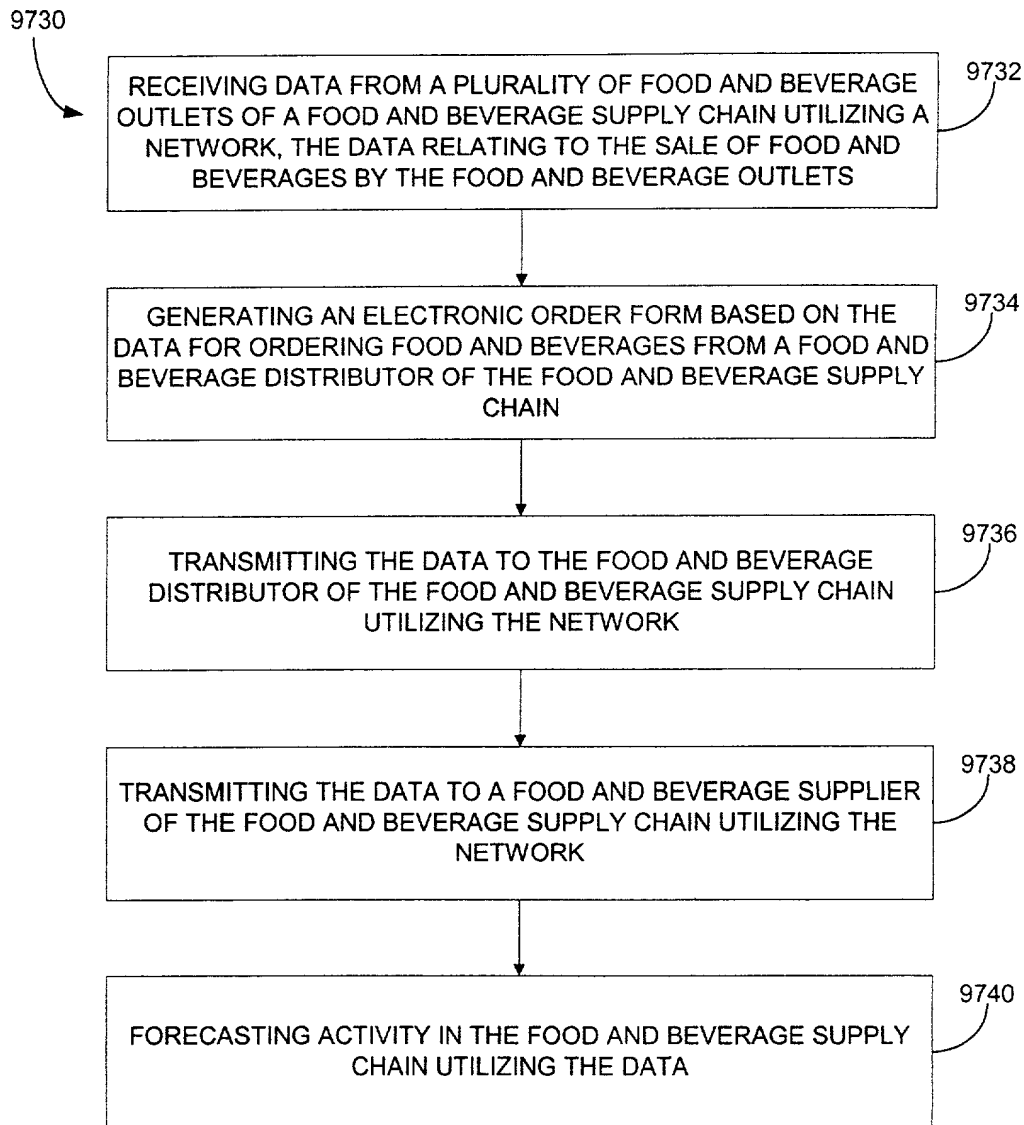 9730
RECEIVING DATA FROM A PLURALITY OF FOOD AND BEVERAGE
OUTLETS OF A FOOD AND BEVERAGE SUPPLY CHAIN UTILIZING A
NETWORK, THE DATA RELATING TO THE SALE OF FOOD AND
BEVERAGES BY THE FOOD AND BEVERAGE OUTLETS
9732
GENERATING AN ELECTRONIC ORDER FORM BASED ON THE
DATA FOR ORDERING FOOD AND BEVERAGES FROM A FOOD AND
BEVERAGE DISTRIBUTOR OF THE FOOD AND BEVERAGE SUPPLY
CHAIN
9734
TRANSMITTING THE DATA TO THE FOOD AND BEVERAGE
DISTRIBUTOR OF THE FOOD AND BEVERAGE SUPPLY CHAIN
UTILIZING THE NETWORK
9736
TRANSMITTING THE DATA TO A FOOD AND BEVERAGE SUPPLIER
OF THE FOOD AND BEVERAGE SUPPLY CHAIN UTILIZING THE
NETWORK
9738
FORECASTING ACTIVITY IN THE FOOD AND BEVERAGE SUPPLY
CHAIN UTILIZING THE DATA
9740